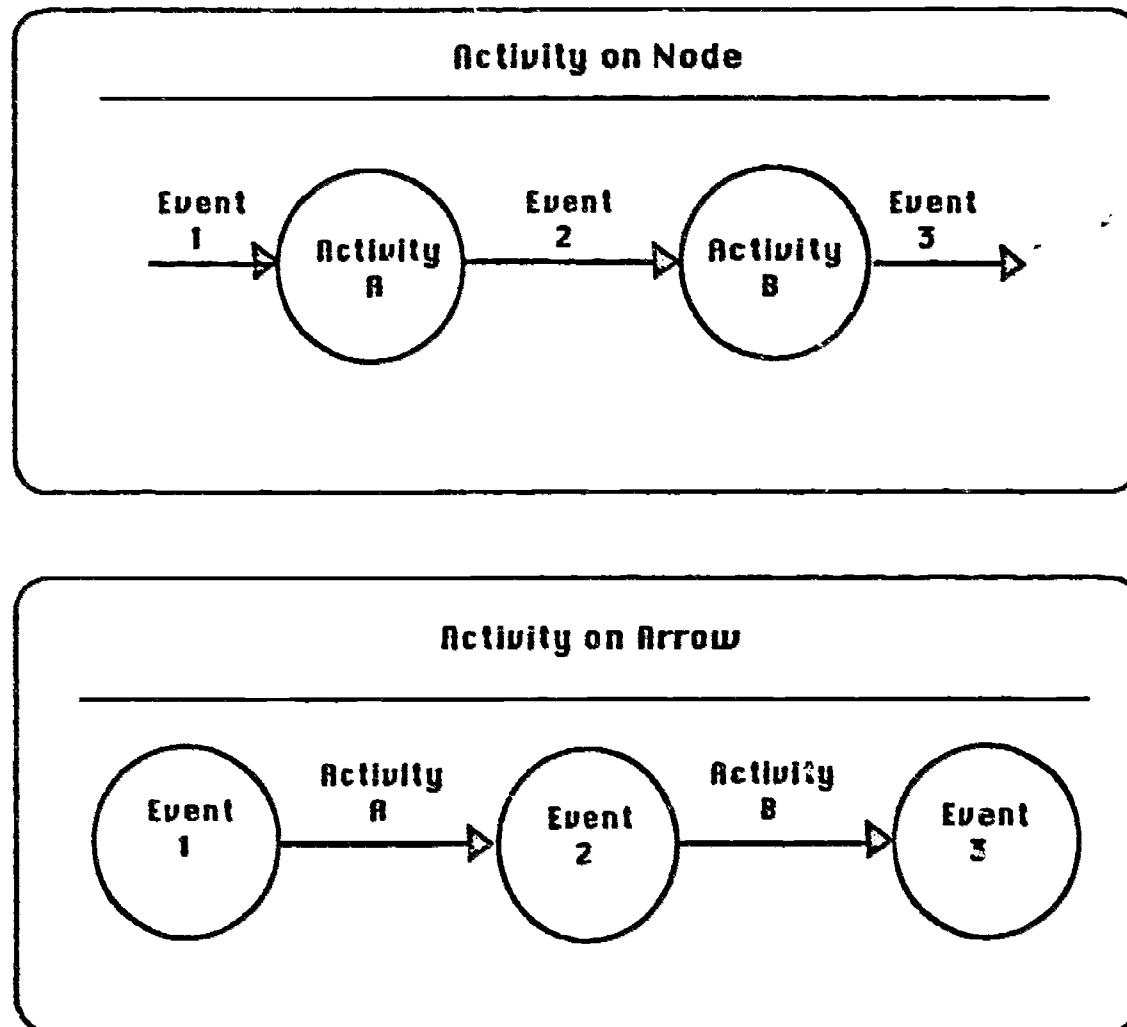 Activity on Node
Event
1
Activity
A
Event
2
Activity
B
Event
3
Activity on Arrow
Event
1
Activity
A
Event
2
Activity
B
Event
3